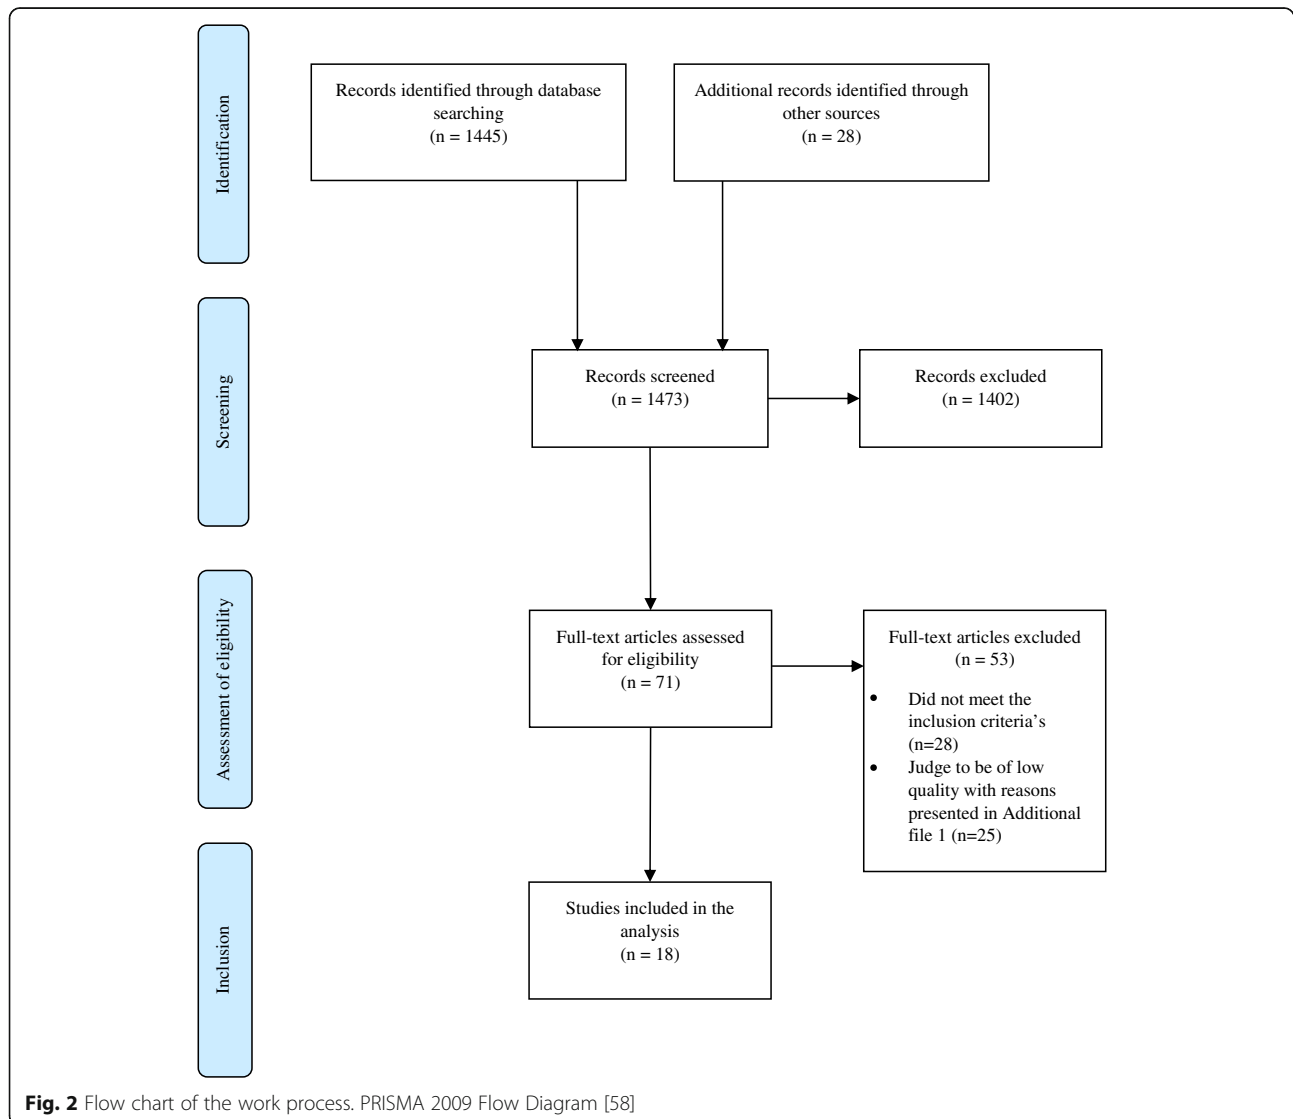 Identification
Records identified through database
searching
(n = 1445)
Additional records identified through
other sources
(n = 28)
Screening
Records screened
(n = 1473)
Records excluded
(n = 1402)
Assessment of eligibility
Full-text articles assessed
for eligibility
(n = 71)
Full-text articles excluded
(n = 53)
• Did not meet the
inclusion criteria's
(n=28)
• Judge to be of low
quality with reasons
presented in Additional
file 1 (n=25)
Inclusion
Studies included in the
analysis
(n = 18)
Fig. 2 Flow chart of the work process. PRISMA 2009 Flow Diagram [58]